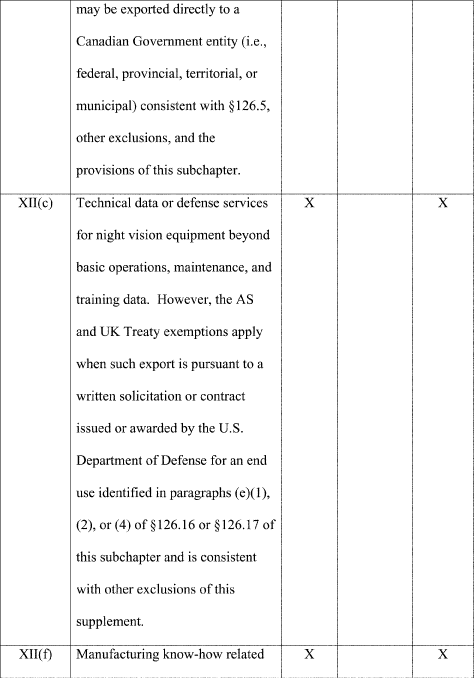 may be exported directly to a
Canadian Government entity (i.e.,
federal, provincial, territorial, or
municipal) consistent with §126.5,
other exclusions, and the
provisions of this subchapter.
XII(c) Technical data or defense services X X
for night vision equipment beyond
basic operations, maintenance, and
training data. However, the AS
and UK Treaty exemptions apply
when such export is pursuant to a
written solicitation or contract
issued or awarded by the U.S.
Department of Defense for an end
use identified in paragraphs (e)(1),
(2), or (4) of §126.16 or §126.17 of
this subchapter and is consistent
with other exclusions of this
supplement.
XII(f) Manufacturing know-how related X X